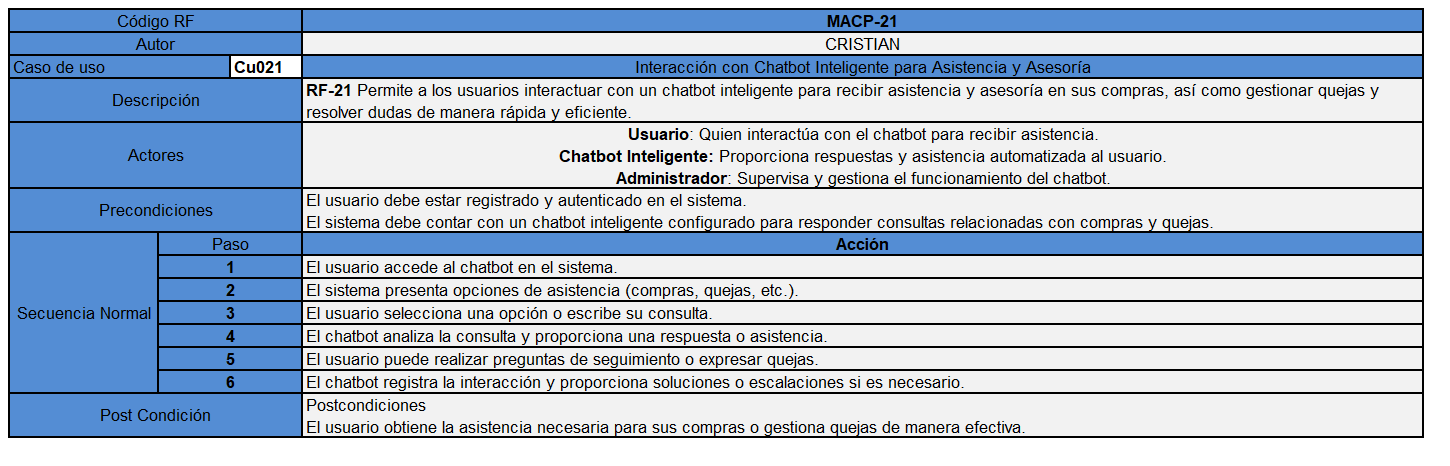 Código RF MACP-21
Autor CRISTIAN
Caso de uso Cu021 Interacción con Chatbot Inteligente para Asistencia y Asesoría
Descripción
RF-21 Permite a los usuarios interactuar con un chatbot inteligente para recibir asistencia y asesoría en sus compras, así como gestionar quejas y
resolver dudas de manera rápida y eficiente.
Actores
Usuario: Quien interactúa con el chatbot para recibir asistencia.
Chatbot Inteligente: Proporciona respuestas y asistencia automatizada al usuario.
Administrador: Supervisa y gestiona el funcionamiento del chatbot.
Precondiciones
El usuario debe estar registrado y autenticado en el sistema.
El sistema debe contar con un chatbot inteligente configurado para responder consultas relacionadas con compras y quejas.
Secuencia Normal
Paso Acción
1 El usuario accede al chatbot en el sistema.
2 El sistema presenta opciones de asistencia (compras, quejas, etc.).
3 El usuario selecciona una opción o escribe su consulta.
4 El chatbot analiza la consulta y proporciona una respuesta o asistencia.
5 El usuario puede realizar preguntas de seguimiento o expresar quejas.
6 El chatbot registra la interacción y proporciona soluciones o escalaciones si es necesario.
Post Condición
Postcondiciones
El usuario obtiene la asistencia necesaria para sus compras o gestiona quejas de manera efectiva.